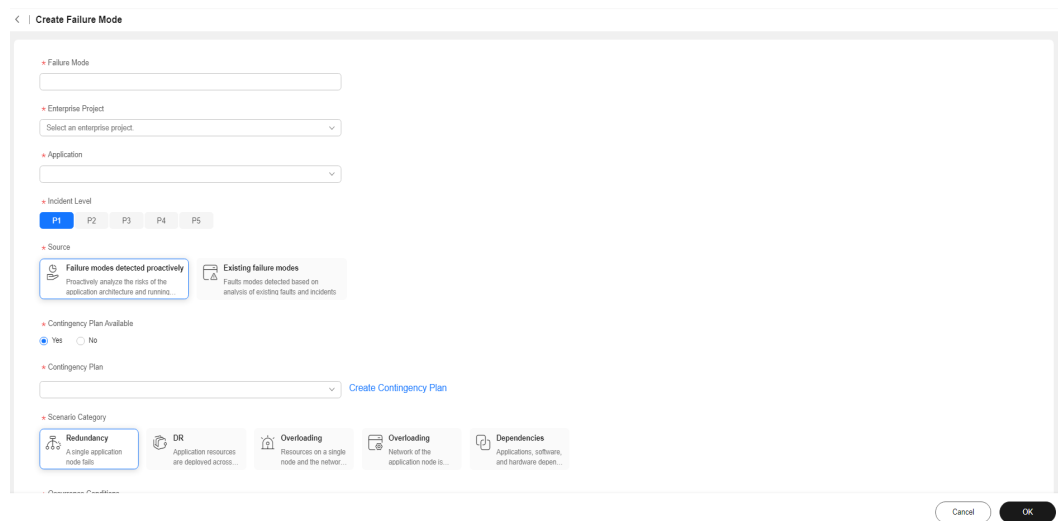 Create Failure Mode
* Failure Mode
* Enterprise Project
Select an enterprise project.
* Application
* Incident Level
P1 P2 P3 P4 P5
* Source
Failure modes detected proactively
Proactively analyze the risks of the
application architecture and running...
Existing failure modes
Faults modes detected based on
analysis of existing faults and incidents
* Contingency Plan Available
Yes No
* Contingency Plan
Create Contingency Plan
* Scenario Category
Redundancy
A single application
node fails
DR
Application resources
are deployed across...
Overloading
Resources on a single
node and the networ...
Overloading
Network of the
application node is...
Dependencies
Applications, software,
and hardware depen...
* Occurrence Conditions
Cancel OK